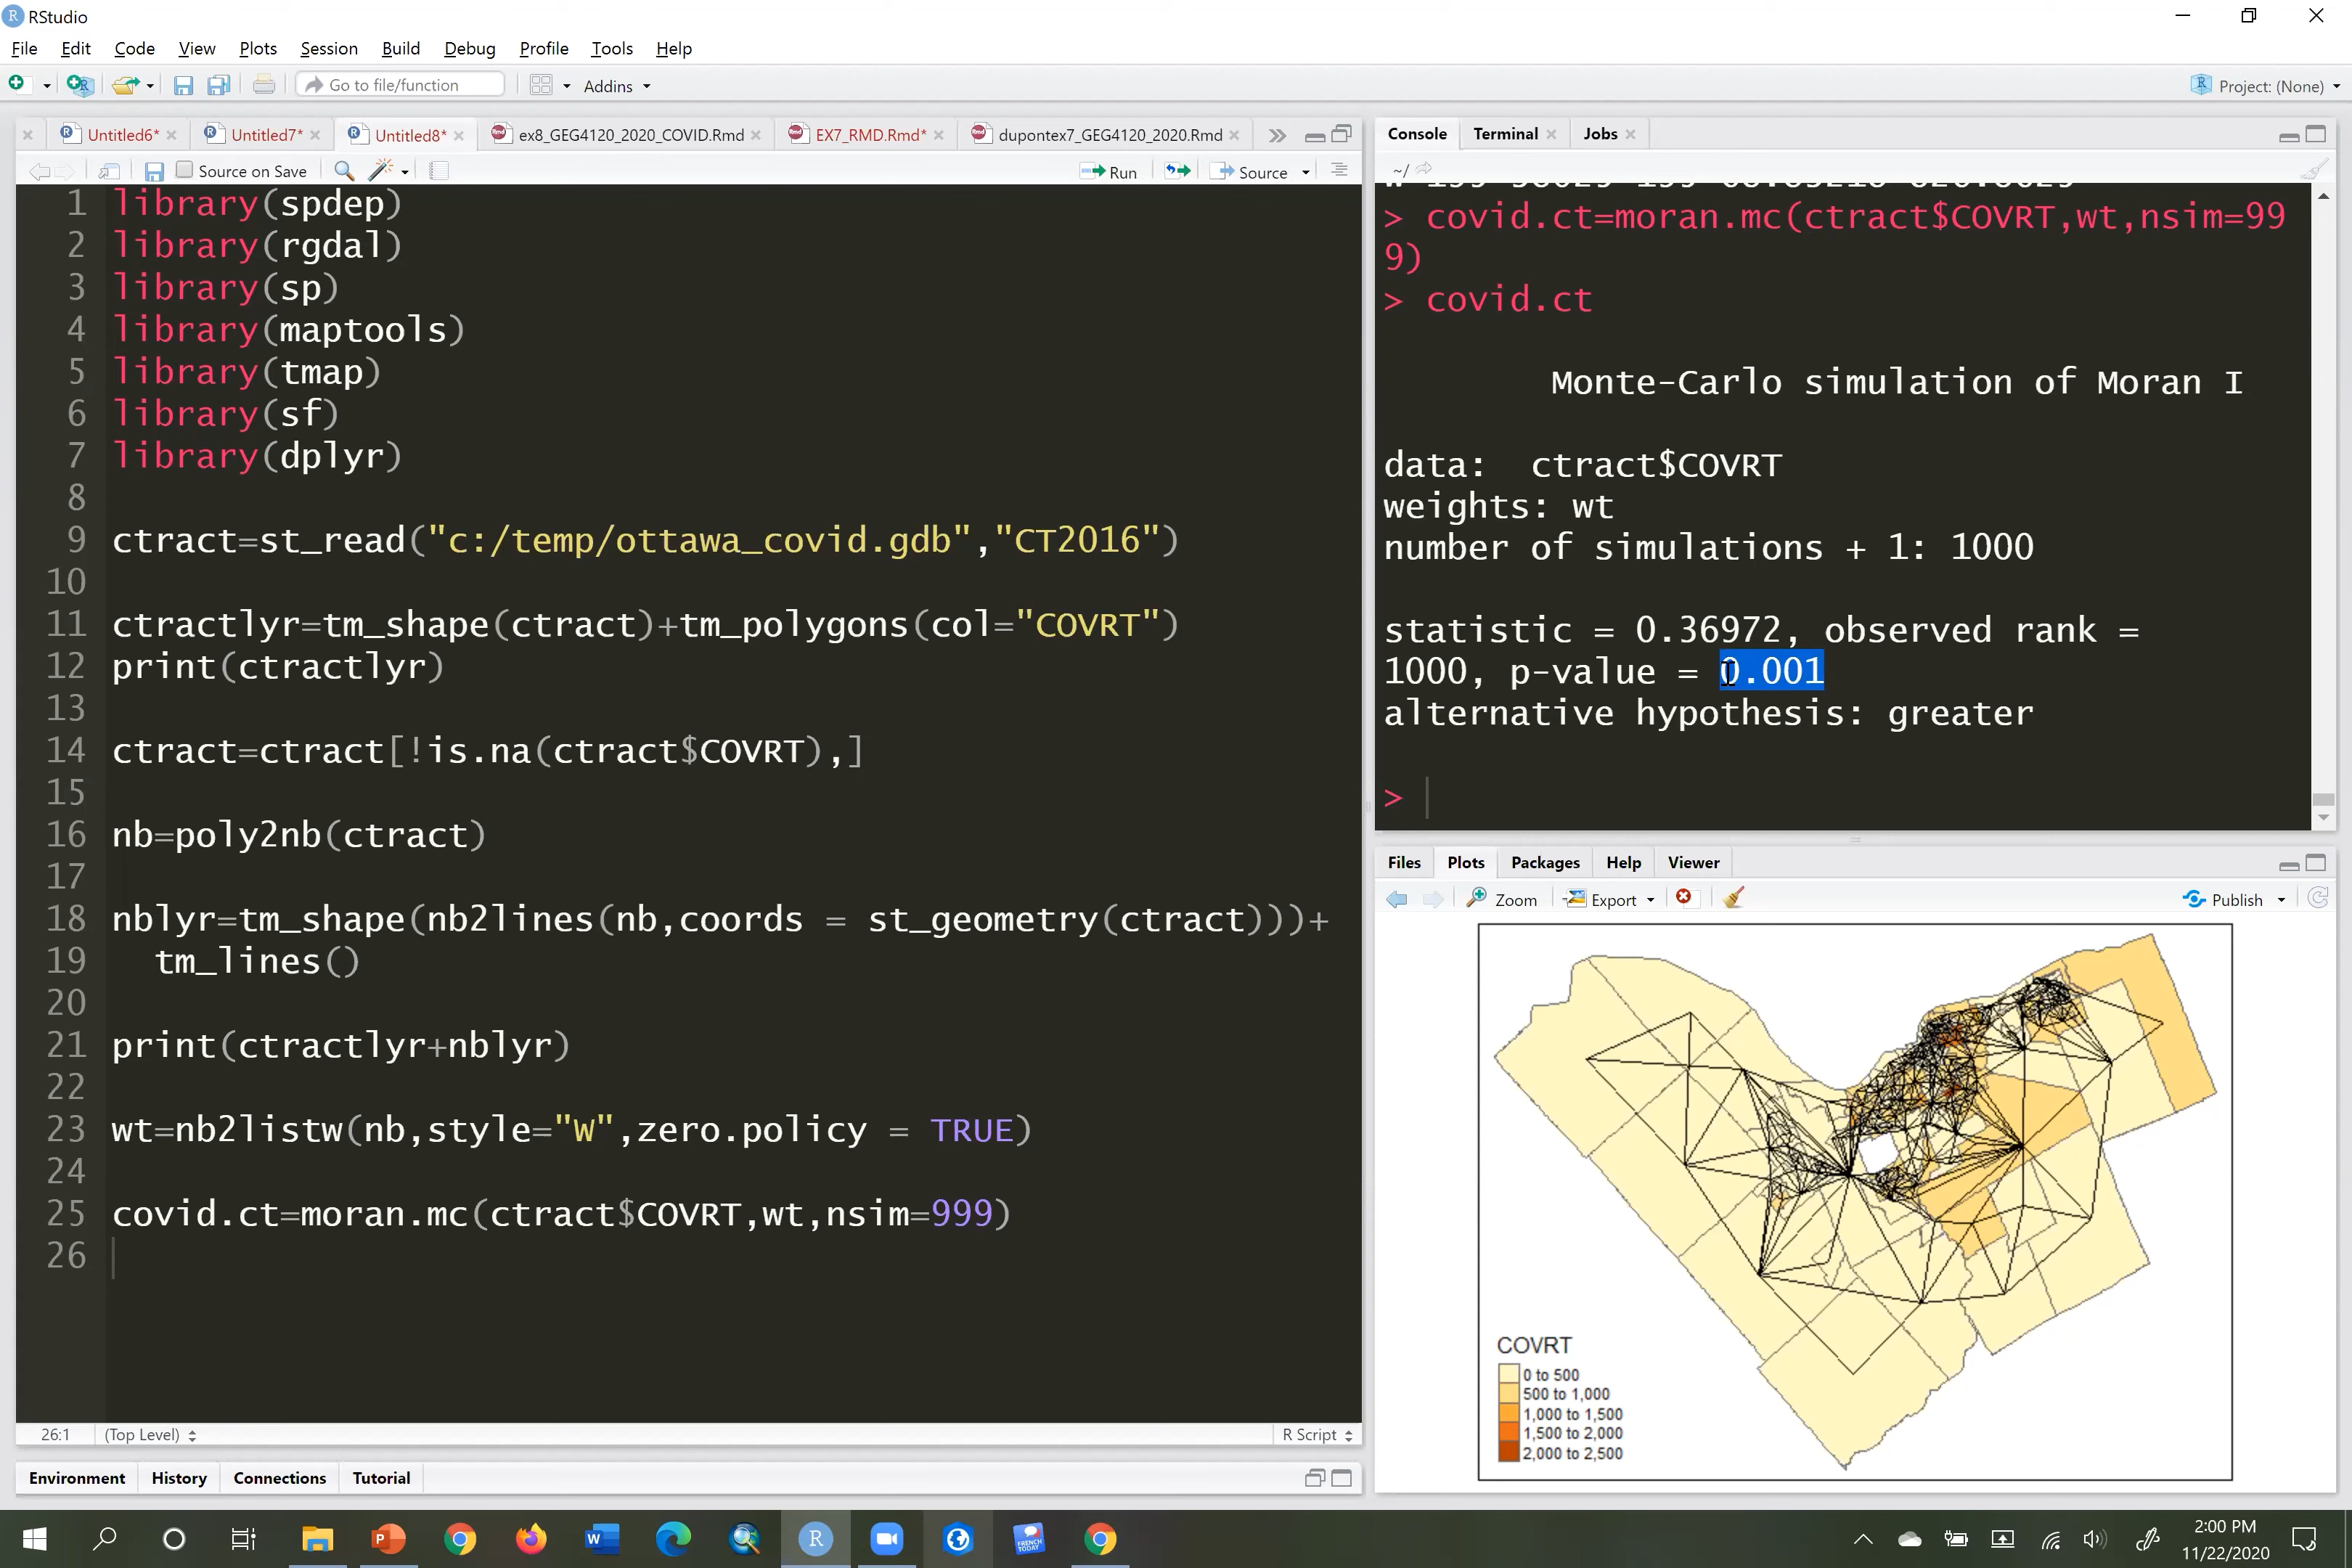 RStudio
File Edit Code View Plots Session Build Debug Profile Tools Help
Go to file/function Addins Project: (None)
Untitled6* Untitled7* Untitled8* ex8_GEG4120_2020_COVID.Rmd EX7_RMD.Rmd* dupontex7_GEG4120_2020.Rmd
Source on Save Run Source
1 library(spdep)
2 library(rgdal)
3 library(sp)
4 library(maptools)
5 library(tmap)
6 library(sf)
7 library(dplyr)
8
9 ctract=st_read("c:/temp/ottawa_covid.gdb","CT2016")
10
11 ctractlyr=tm_shape(ctract)+tm_polygons(col="COVRT")
12 print(ctractlyr)
13
14 ctract=ctract[!is.na(ctract$COVRT),]
15
16 nb=poly2nb(ctract)
17
18 nblyr=tm_shape(nb2lines(nb,coords = st_geometry(ctract)))+
19 tm_lines()
20
21 print(ctractlyr+nblyr)
22
23 wt=nb2listw(nb,style="W",zero.policy = TRUE)
24
25 covid.ct=moran.mc(ctract$COVRT,wt,nsim=999)
26
26:1 (Top Level) R Script
Environment History Connections Tutorial
Console Terminal Jobs
~/
> covid.ct=moran.mc(ctract$COVRT,wt,nsim=99
9)
> covid.ct
Monte-Carlo simulation of Moran I
data: ctract$COVRT
weights: wt
number of simulations + 1: 1000
statistic = 0.36972, observed rank =
1000, p-value = 0.001
alternative hypothesis: greater
>
Files Plots Packages Help Viewer
Zoom Export Publish
COVRT
0 to 500
500 to 1,000
1,000 to 1,500
1,500 to 2,000
2,000 to 2,500
FRENCH
TODAY
2:00 PM
11/22/2020